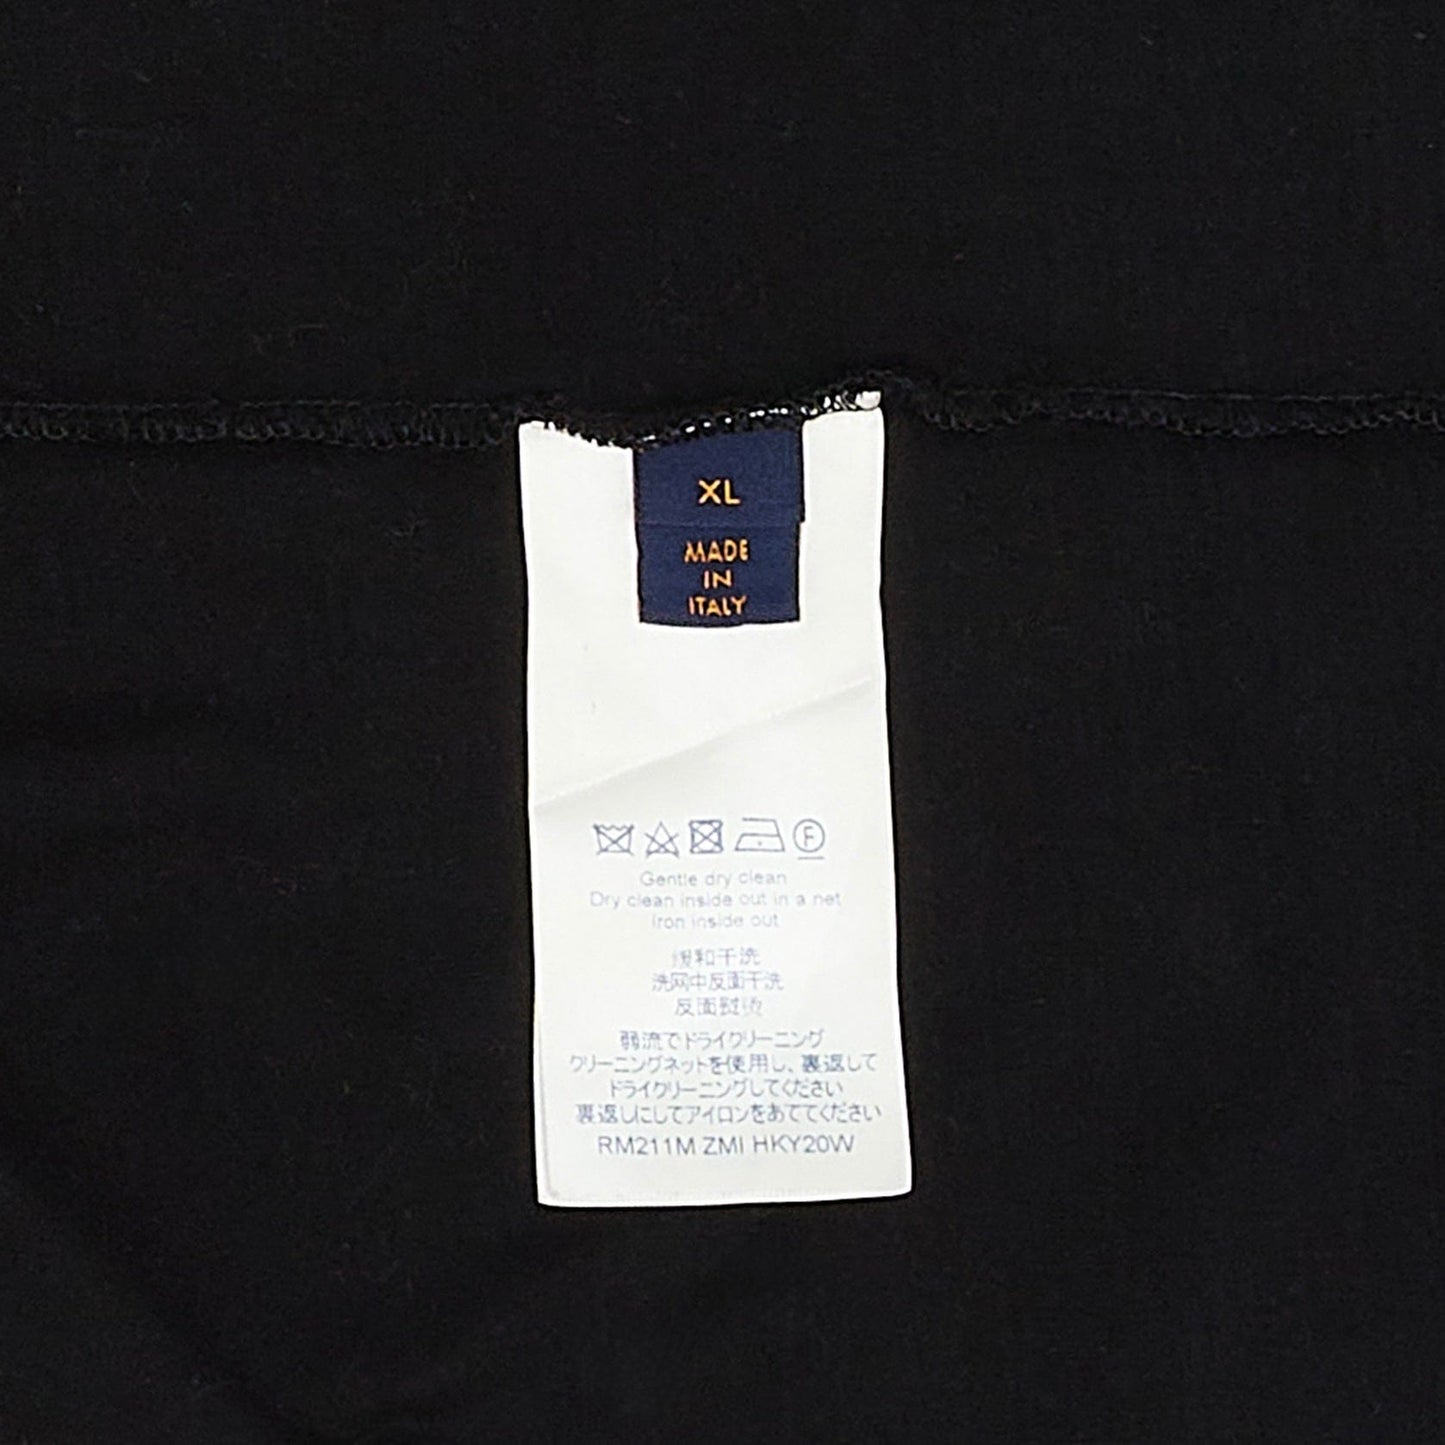 XL
MADE
IN
ITALY
F
Gentle dry clean
Dry clean inside out in a net
Iron inside out
缓和干洗
洗网中反面干洗
反面熨烫
弱流でドライクリーニング
クリーニングネットを使用し、裏返して
ドライクリーニングしてください
裏返しにしてアイロンをあててください
RM211M ZMI HKY20W